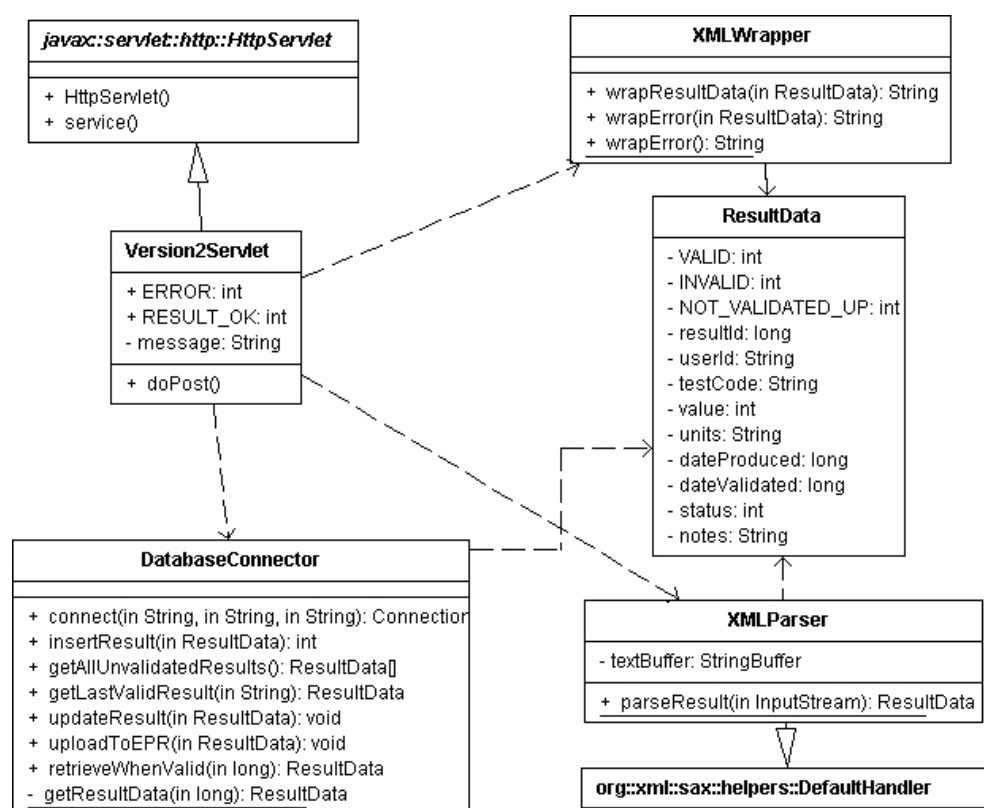 javax::servlet::http::HttpServlet
+ HttpServlet()
+ service()
XMLWrapper
+ wrapResultData(in ResultData): String
+ wrapError(in ResultData): String
+ wrapError(): String
Version2Servlet
+ ERROR: int
+ RESULT_OK: int
- message: String
+ doPost()
ResultData
- VALID: int
- INVALID: int
- NOT_VALIDATED_UP: int
- resultId: long
- userId: String
- testCode: String
- value: int
- units: String
- dateProduced: long
- dateValidated: long
- status: int
- notes: String
DatabaseConnector
+ connect(in String, in String, in String): Connection
+ insertResult(in ResultData): int
+ getAllUnvalidatedResults(): ResultData[]
+ getLastValidResult(in String): ResultData
+ updateResult(in ResultData): void
+ uploadToEPR(in ResultData): void
+ retrieveWhenValid(in long): ResultData
- getResultData(in long): ResultData
XMLParser
- textBuffer: StringBuffer
+ parseResult(in InputStream): ResultData
org::xml::sax::helpers::DefaultHandler